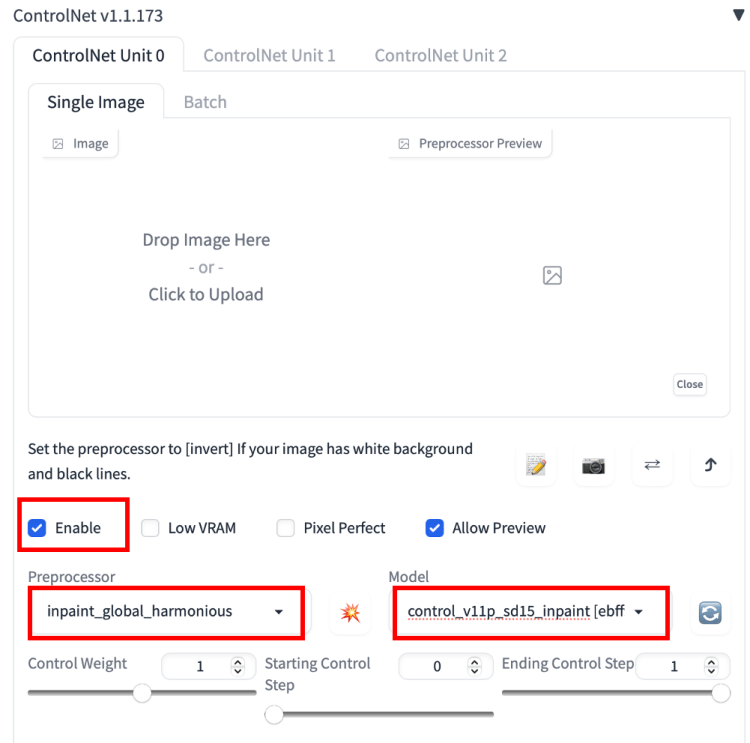 ControlNet v1.1.173
ControlNet Unit 0 ControlNet Unit 1 ControlNet Unit 2
Single Image Batch
Image Preprocessor Preview
Drop Image Here
- or -
Click to Upload
Close
Set the preprocessor to [invert] If your image has white background
and black lines.
Enable Low VRAM Pixel Perfect Allow Preview
Preprocessor Model
inpaint_global_harmonious control_v11p_sd15_inpaint [ebff
Control Weight 1 Starting Control 0 Ending Control Step 1
Step